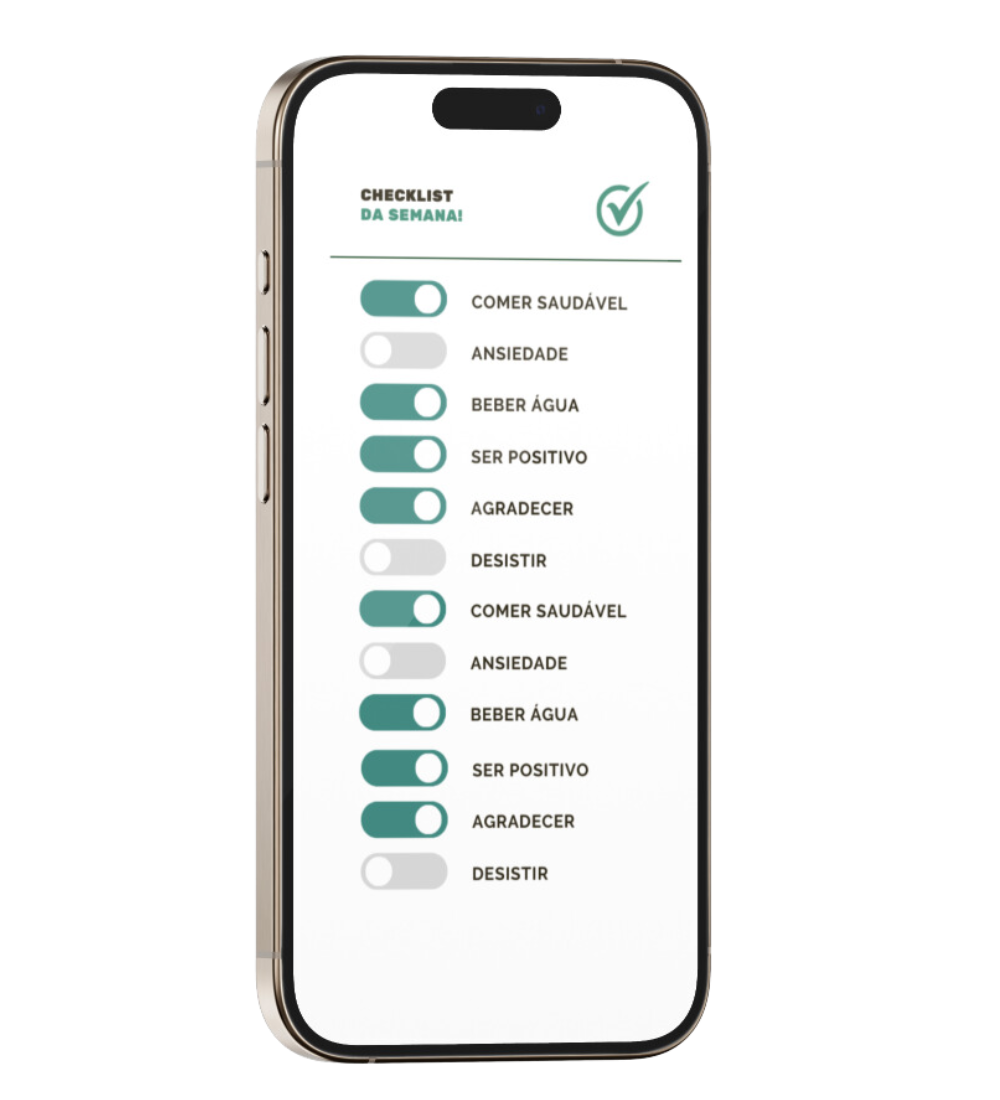 CHECKLIST
DA SEMANA!
COMER SAUDÁVEL
ANSIEDADE
BEBER ÁGUA
SER POSITIVO
AGRADECER
DESISTIR
COMER SAUDÁVEL
ANSIEDADE
BEBER ÁGUA
SER POSITIVO
AGRADECER
DESISTIR